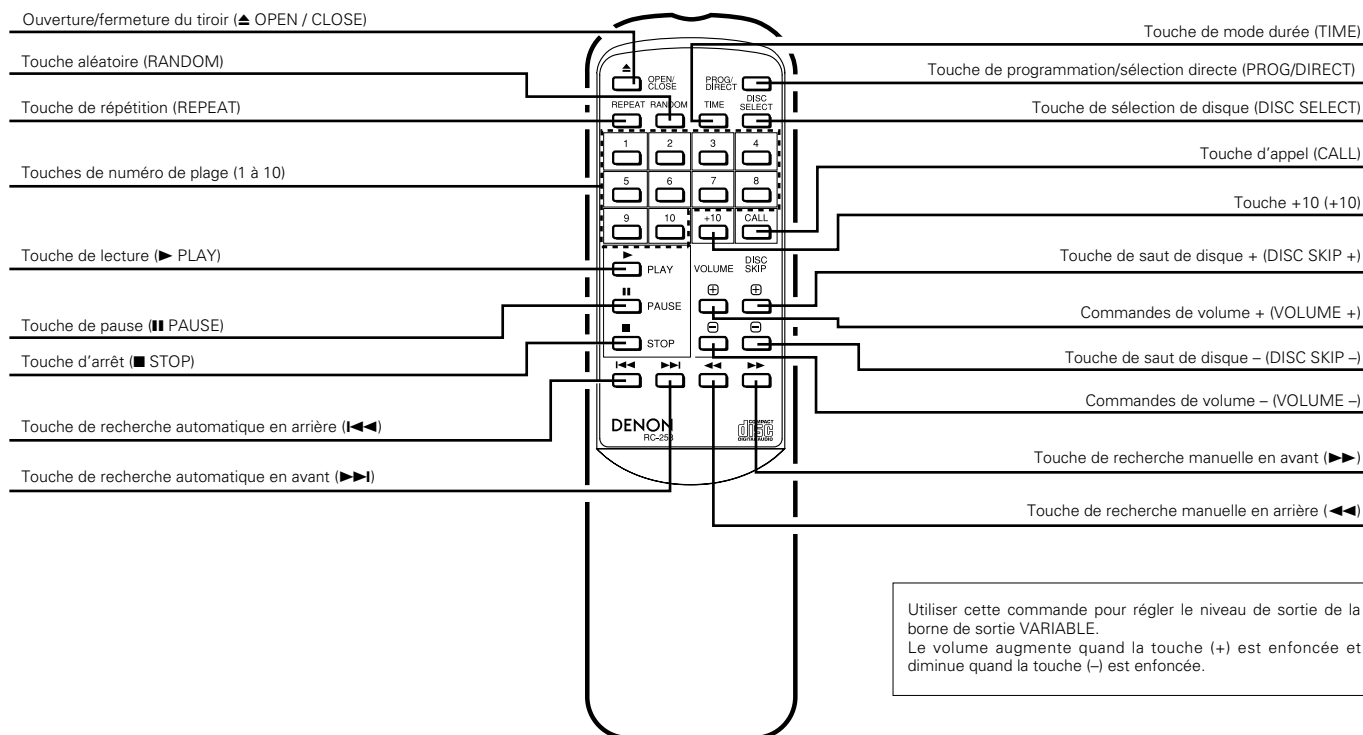 Ouverture/fermeture du tiroir (⏏ OPEN / CLOSE)
Touche aléatoire (RANDOM)
Touche de répétition (REPEAT)
Touches de numéro de plage (1 à 10)
Touche de lecture (► PLAY)
Touche de pause (❚❚ PAUSE)
Touche d'arrêt (■ STOP)
Touche de recherche automatique en arrière (I◄◄)
Touche de recherche automatique en avant (►►I)
⏏
OPEN/
CLOSE
PROG/
DIRECT
REPEAT RANDOM TIME DISC
SELECT
1 2 3 4
5 6 7 8
9 10 +10 CALL
►
PLAY
VOLUME DISC
SKIP
❚❚ ⊕ ⊕
PAUSE
■ ⊖ ⊖
STOP
I◄◄ ►►I ◄◄ ►►
DENON
RC-253
COMPACT
disc
DIGITAL AUDIO
Touche de mode durée (TIME)
Touche de programmation/sélection directe (PROG/DIRECT)
Touche de sélection de disque (DISC SELECT)
Touche d'appel (CALL)
Touche +10 (+10)
Touche de saut de disque + (DISC SKIP +)
Commandes de volume + (VOLUME +)
Touche de saut de disque – (DISC SKIP –)
Commandes de volume – (VOLUME –)
Touche de recherche manuelle en avant (►►)
Touche de recherche manuelle en arrière (◄◄)
Utiliser cette commande pour régler le niveau de sortie de la
borne de sortie VARIABLE.
Le volume augmente quand la touche (+) est enfoncée et
diminue quand la touche (–) est enfoncée.